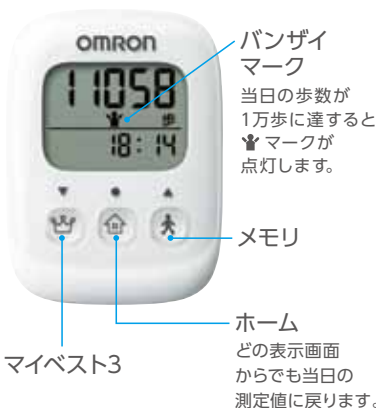 OMRON
11058
歩
18:14
バンザイ
マーク
当日の歩数が
1万歩に達すると
マークが
点灯します。
メモリ
ホーム
どの表示画面
からでも当日の
測定値に戻ります。
マイベスト3